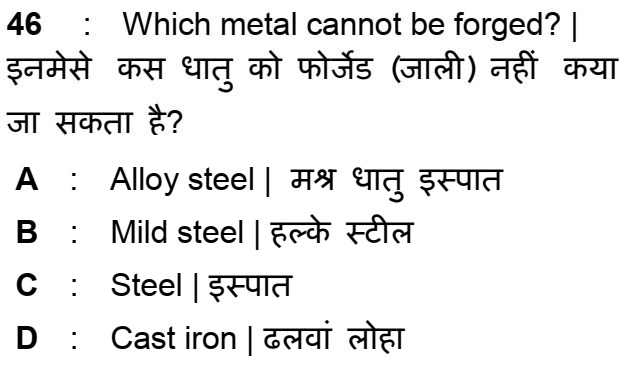 46 : Which metal cannot be forged? |
इनमेसे कस धातु को फोर्जेड (जाली) नहीं कया
जा सकता है?
A : Alloy steel | मश्र धातु इस्पात
B : Mild steel | हल्के स्टील
C : Steel | इस्पात
D : Cast iron | ढलवां लोहा